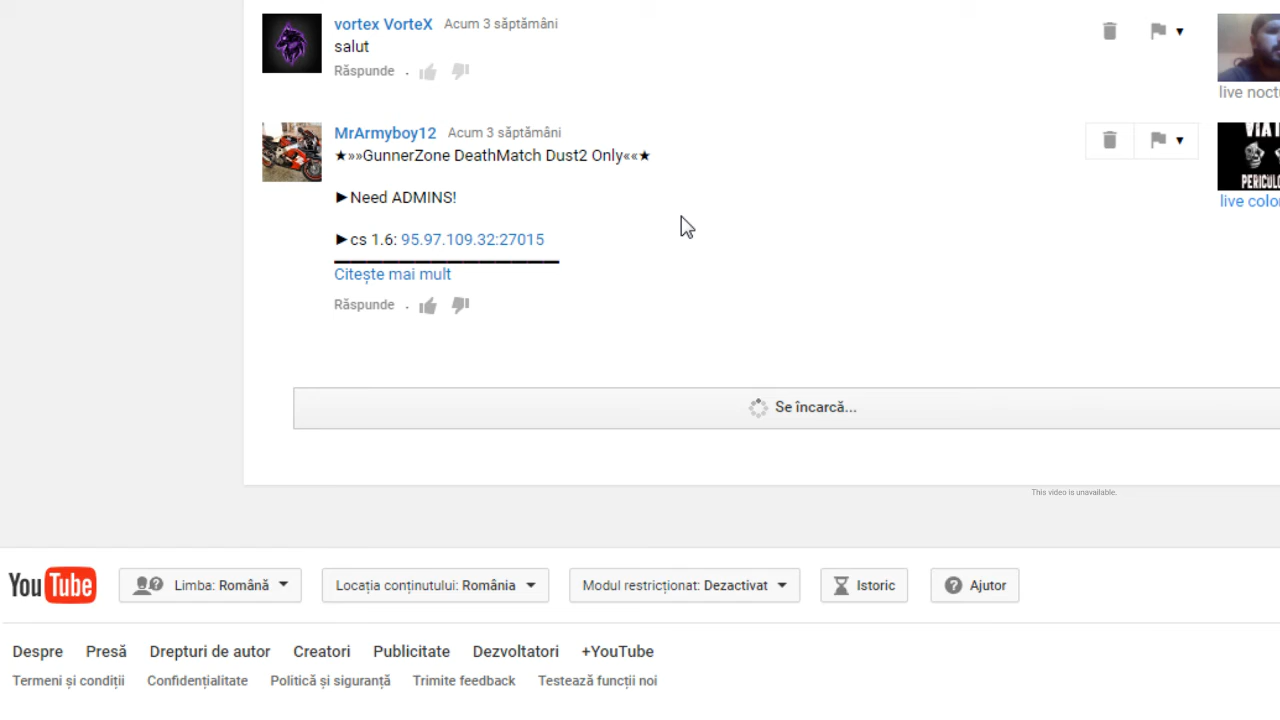 vortex VorteX Acum 3 săptămâni
salut
Răspunde .
live noct
MrArmyboy12 Acum 3 săptămâni
★»»GunnerZone DeathMatch Dust2 Only««★
VIAȚ
PERICUL
►Need ADMINS!
live colo
►cs 1.6: 95.97.109.32:27015
Citește mai mult
Răspunde .
Se încarcă...
This video is unavailable.
YouTube Limba: Română Locația conținutului: România Modul restricționat: Dezactivat Istoric Ajutor
Despre Presă Drepturi de autor Creatori Publicitate Dezvoltatori +YouTube
Termeni și condiții Confidențialitate Politică și siguranță Trimite feedback Testează funcții noi